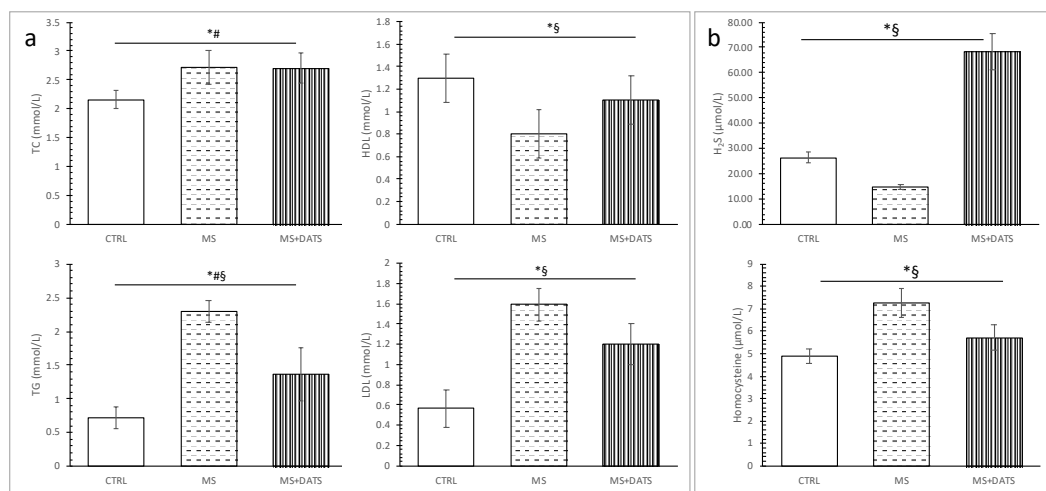 a
TC (mmol/L)
3.5
3
2.5
2
1.5
1
0.5
0
*#
CTRL
MS
MS+DATS
HDL (mmol/L)
1.8
1.6
1.4
1.2
1
0.8
0.6
0.4
0.2
0
*§
CTRL
MS
MS+DATS
TG (mmol/L)
3
2.5
2
1.5
1
0.5
0
*#§
CTRL
MS
MS+DATS
LDL (mmol/L)
2
1.8
1.6
1.4
1.2
1
0.8
0.6
0.4
0.2
0
*§
CTRL
MS
MS+DATS
b
H₂S (µmol/L)
80.00
70.00
60.00
50.00
40.00
30.00
20.00
10.00
0.00
*§
CTRL
MS
MS+DATS
Homocysteine (µmol/L)
9
8
7
6
5
4
3
2
1
0
*§
CTRL
MS
MS+DATS